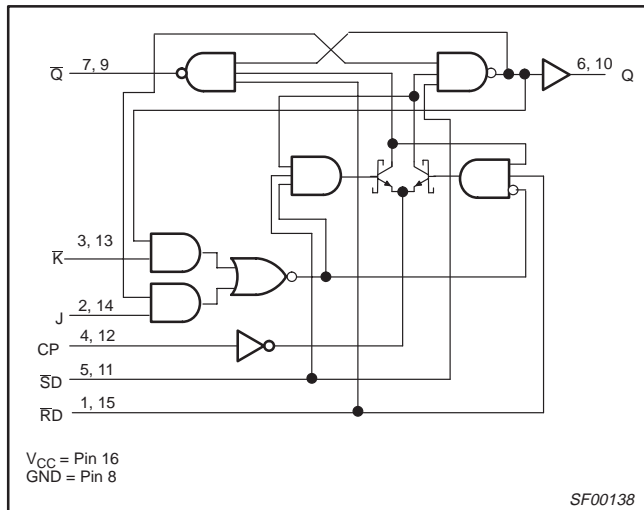 Q̅ 7, 9
6, 10 Q
K̅ 3, 13
J 2, 14
CP 4, 12
S̅D 5, 11
R̅D 1, 15
VCC = Pin 16
GND = Pin 8
SF00138